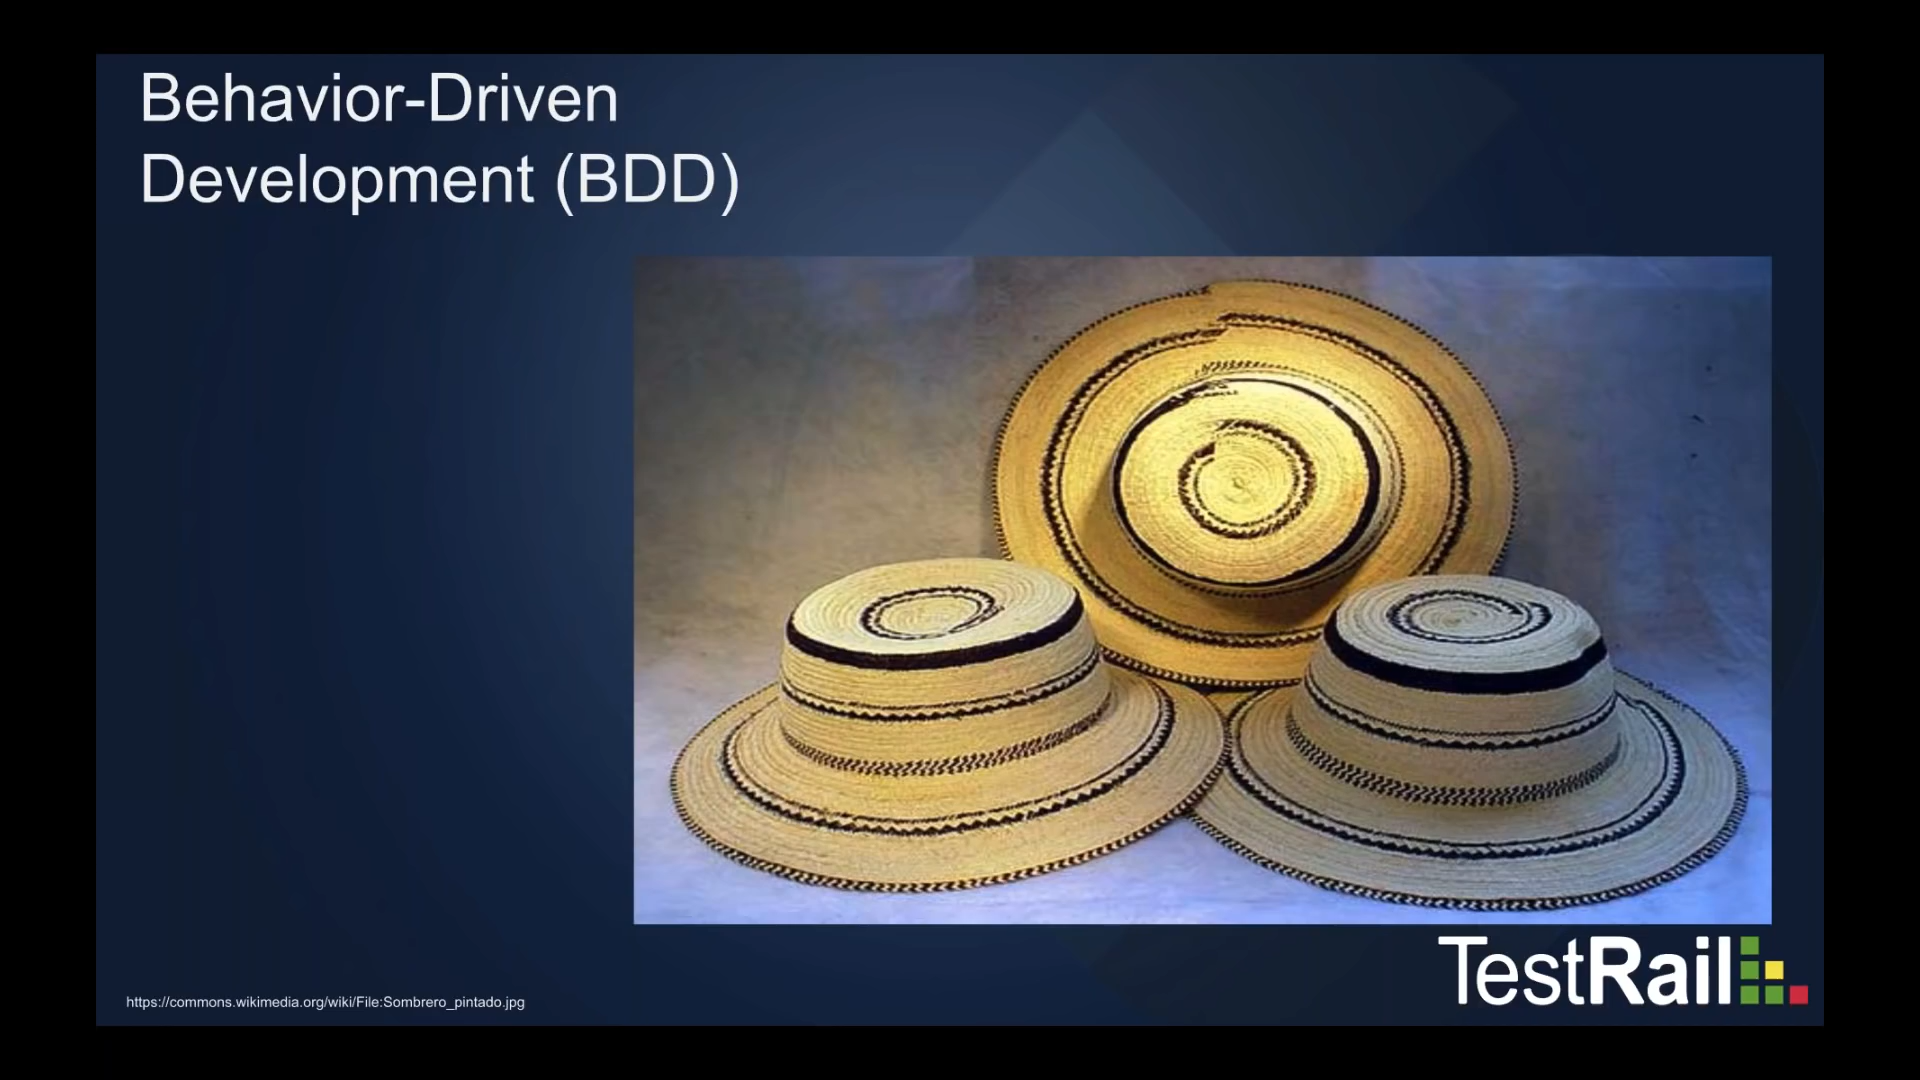 Behavior-Driven
Development (BDD)
https://commons.wikimedia.org/wiki/File:Sombrero_pintado.jpg
TestRail